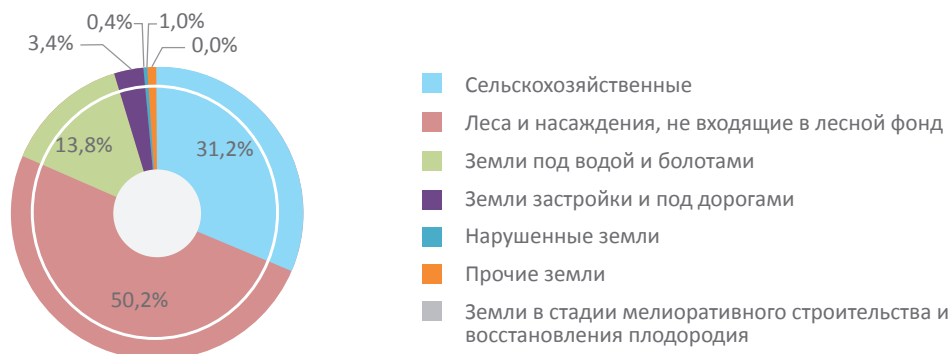 0,4%
1,0%
3,4%
0,0%
13,8%
31,2%
50,2%
Сельскохозяйственные
Леса и насаждения, не входящие в лесной фонд
Земли под водой и болотами
Земли застройки и под дорогами
Нарушенные земли
Прочие земли
Земли в стадии мелиоративного строительства и
восстановления плодородия